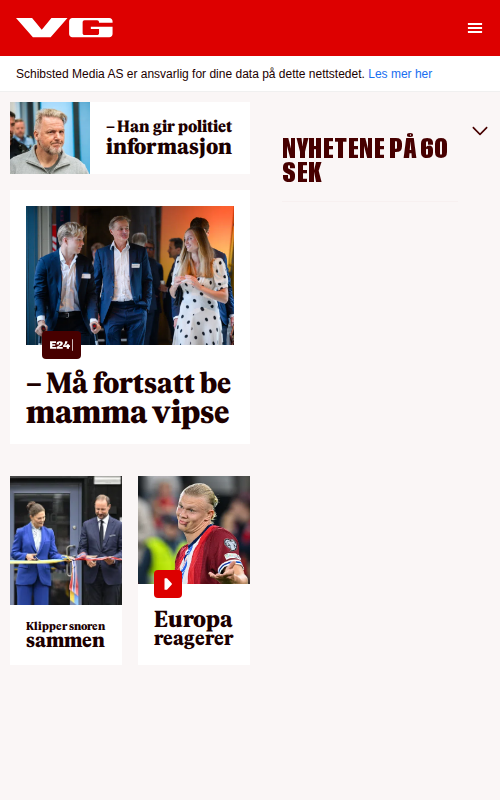 VG
Schibsted Media AS er ansvarlig for dine data på dette nettstedet. Les mer her
– Han gir politiet
informasjon
NYHETENE PÅ 60
SEK
E24
– Må fortsatt be
mamma vipse
Klipper snoren
sammen
Europa
reagerer